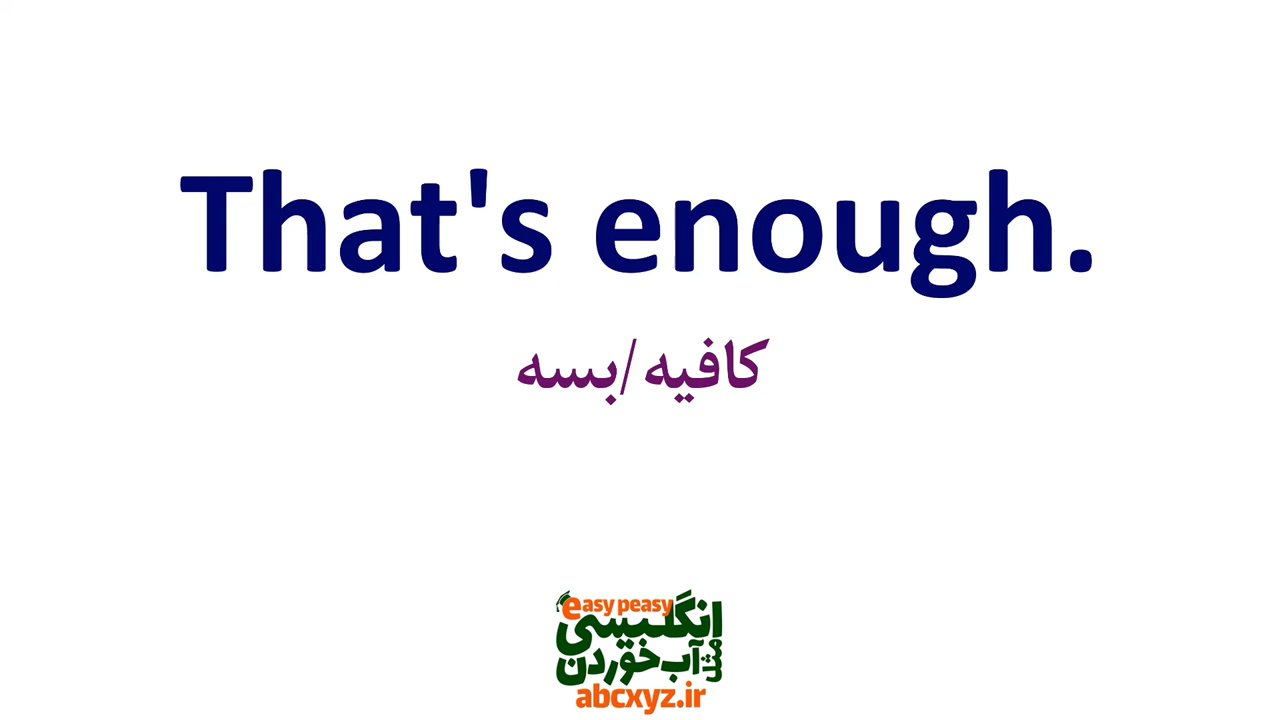 That's enough.
کافیه/بسه
easy peasy
انگلیسی
مثل آب خوردن
abcxyz.ir